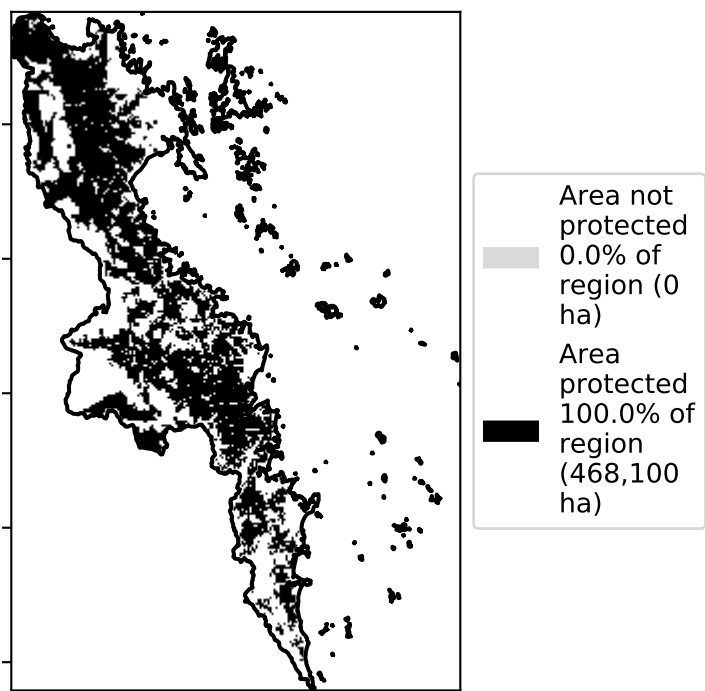 Area not
protected
0.0% of
region (0
ha)
Area
protected
100.0% of
region
(468,100
ha)